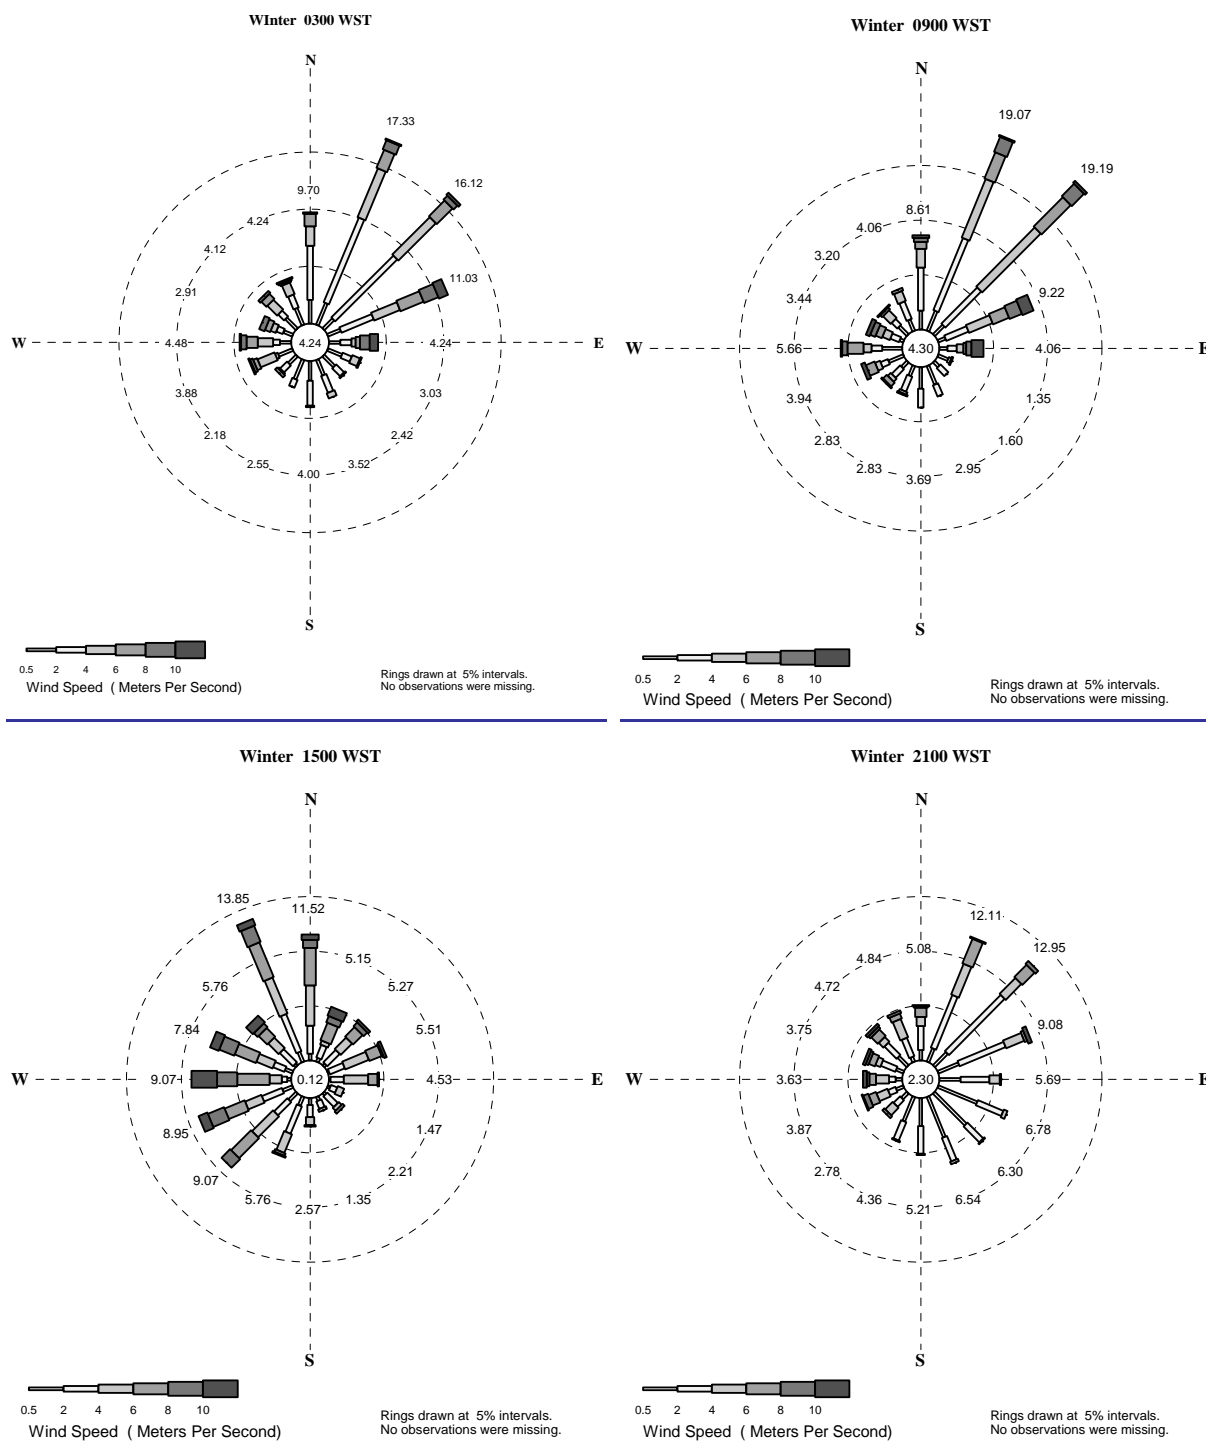 WInter 0300 WST
N
17.33
16.12
9.70
4.24
4.12
2.91
11.03
W
4.48
4.24
4.24
E
3.88
3.03
2.18
2.42
2.55
4.00
3.52
S
0.5 2 4 6 8 10
Wind Speed ( Meters Per Second)
Rings drawn at 5% intervals.
No observations were missing.
Winter 0900 WST
N
19.07
19.19
8.61
4.06
3.20
3.44
9.22
W
5.66
4.30
4.06
E
3.94
1.35
2.83
1.60
2.83
3.69
2.95
S
0.5 2 4 6 8 10
Wind Speed ( Meters Per Second)
Rings drawn at 5% intervals.
No observations were missing.
Winter 1500 WST
N
13.85
11.52
5.15
5.76
5.27
7.84
5.51
W
9.07
0.12
4.53
E
8.95
1.47
9.07
2.21
5.76
2.57
1.35
S
0.5 2 4 6 8 10
Wind Speed ( Meters Per Second)
Rings drawn at 5% intervals.
No observations were missing.
Winter 2100 WST
N
12.11
12.95
5.08
4.84
4.72
3.75
9.08
W
3.63
2.30
5.69
E
3.87
6.78
2.78
6.30
4.36
5.21
6.54
S
0.5 2 4 6 8 10
Wind Speed ( Meters Per Second)
Rings drawn at 5% intervals.
No observations were missing.